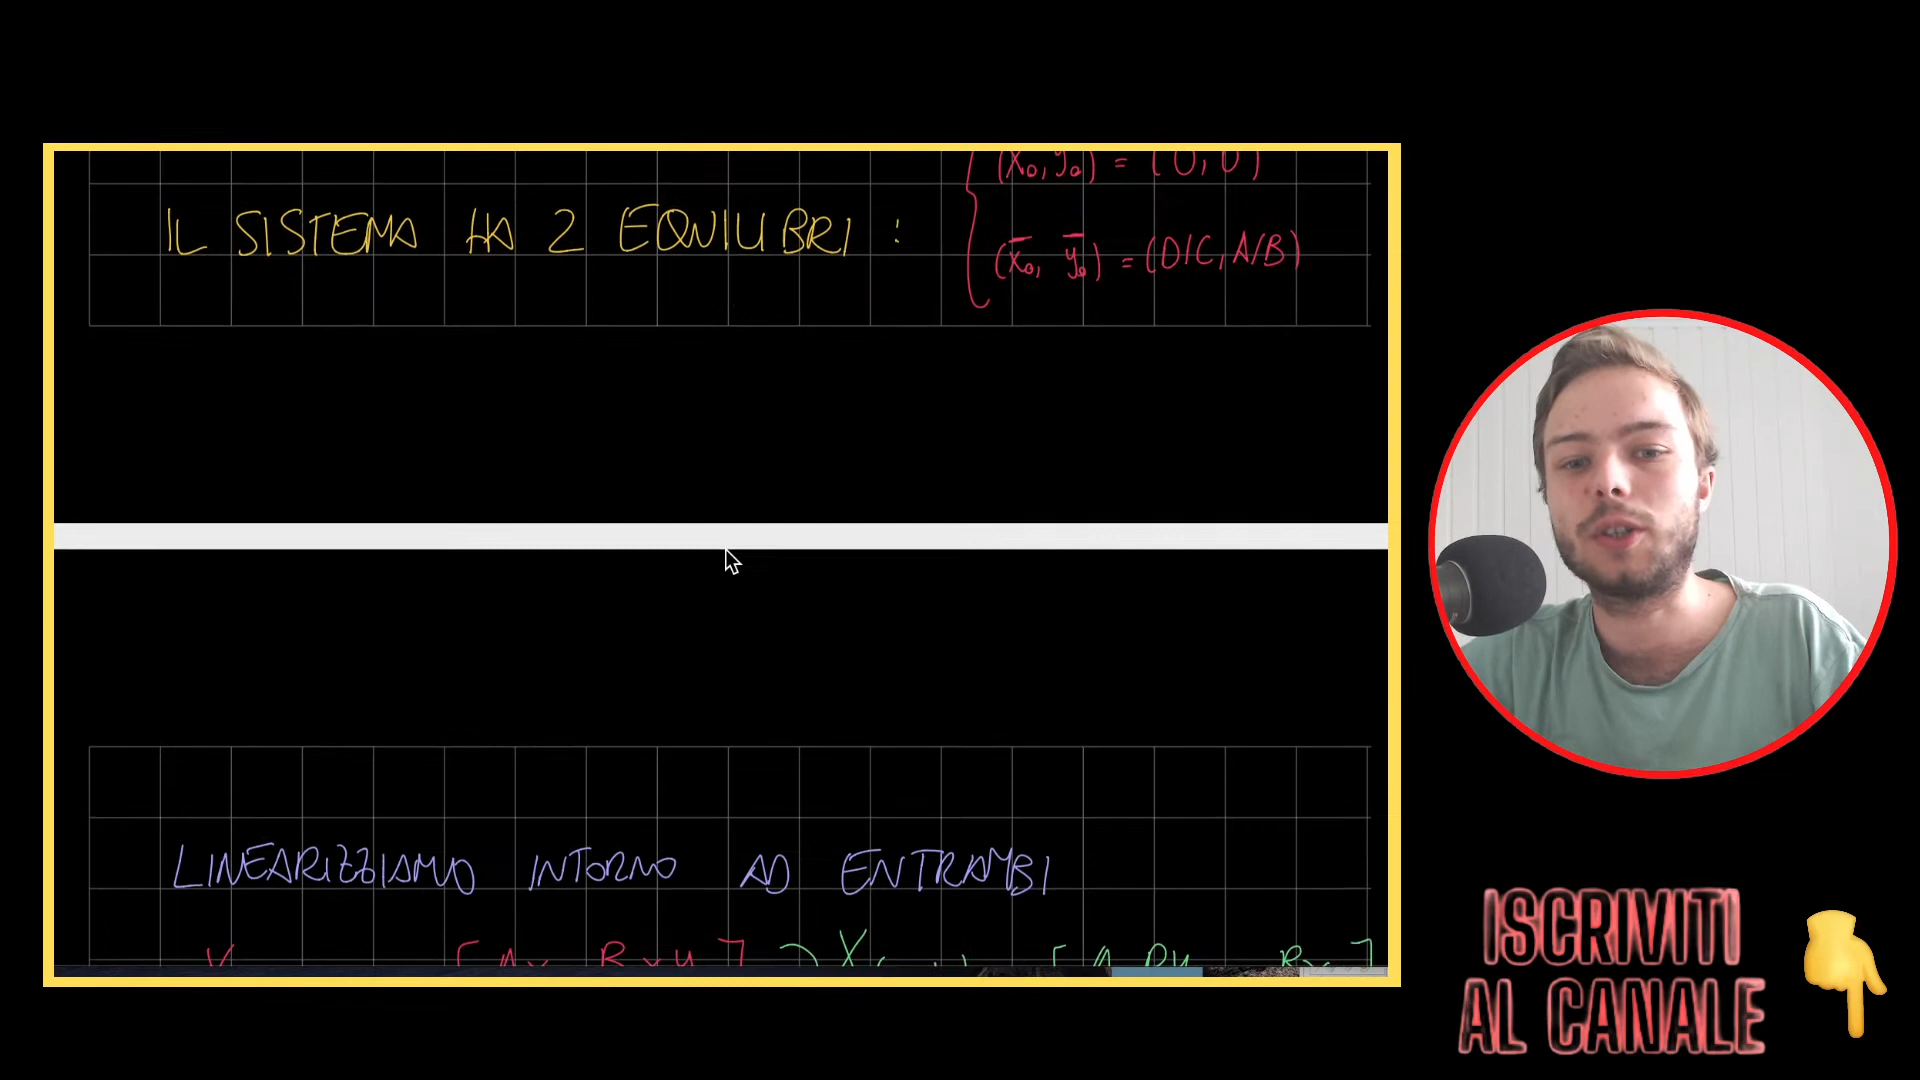 (x₀, y₀) = (0, 0)
IL SISTEMA HA 2 EQUILIBRI :
(x̄₀, ȳ₀) = (D/C, A/B)
LINEARIZZIAMO INTORNO AD ENTRAMBI
ISCRIVITI
AL CANALE